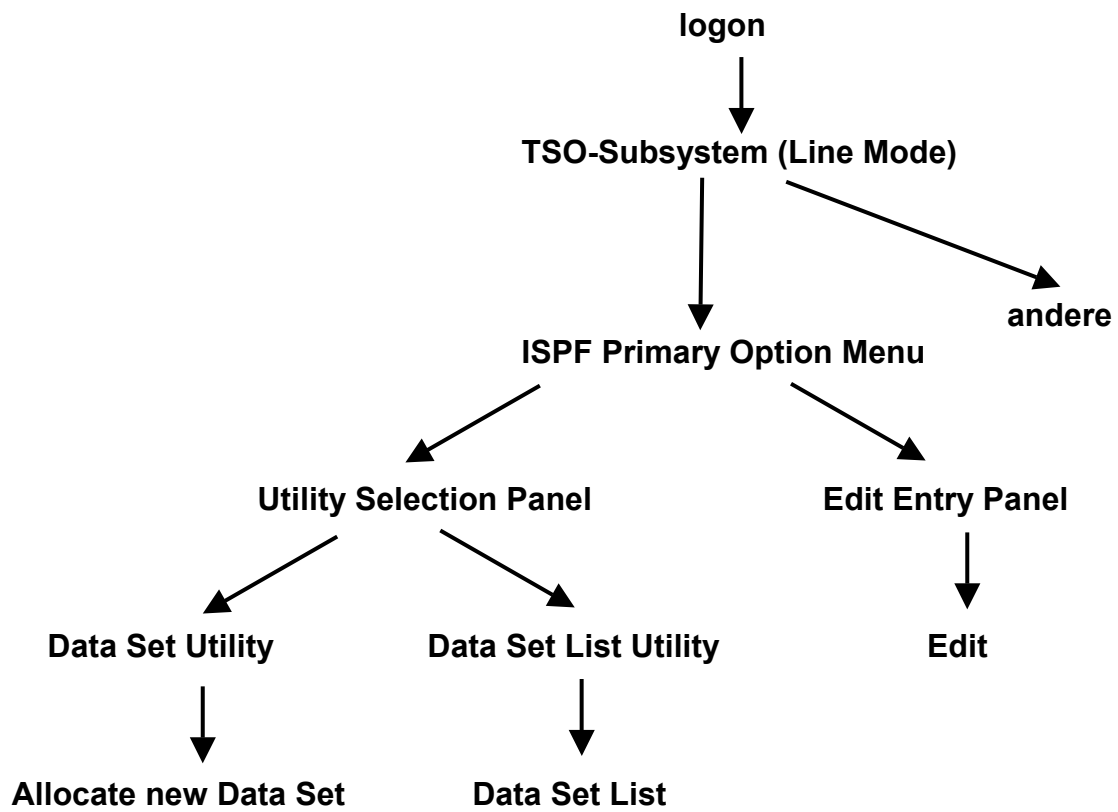 logon
TSO-Subsystem (Line Mode)
andere
ISPF Primary Option Menu
Utility Selection Panel
Edit Entry Panel
Data Set Utility
Data Set List Utility
Edit
Allocate new Data Set
Data Set List